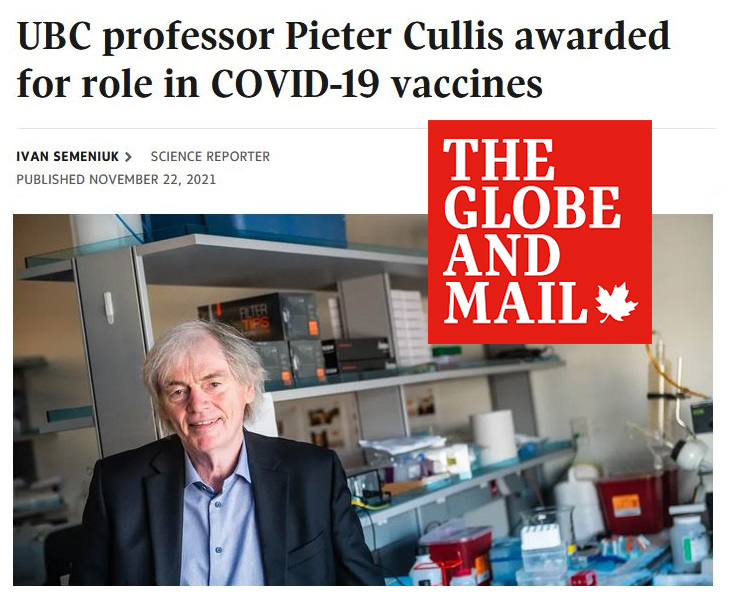 UBC professor Pieter Cullis awarded
for role in COVID-19 vaccines
IVAN SEMENIUK > SCIENCE REPORTER
PUBLISHED NOVEMBER 22, 2021
THE
GLOBE
AND
MAIL
FILTER
TIPS